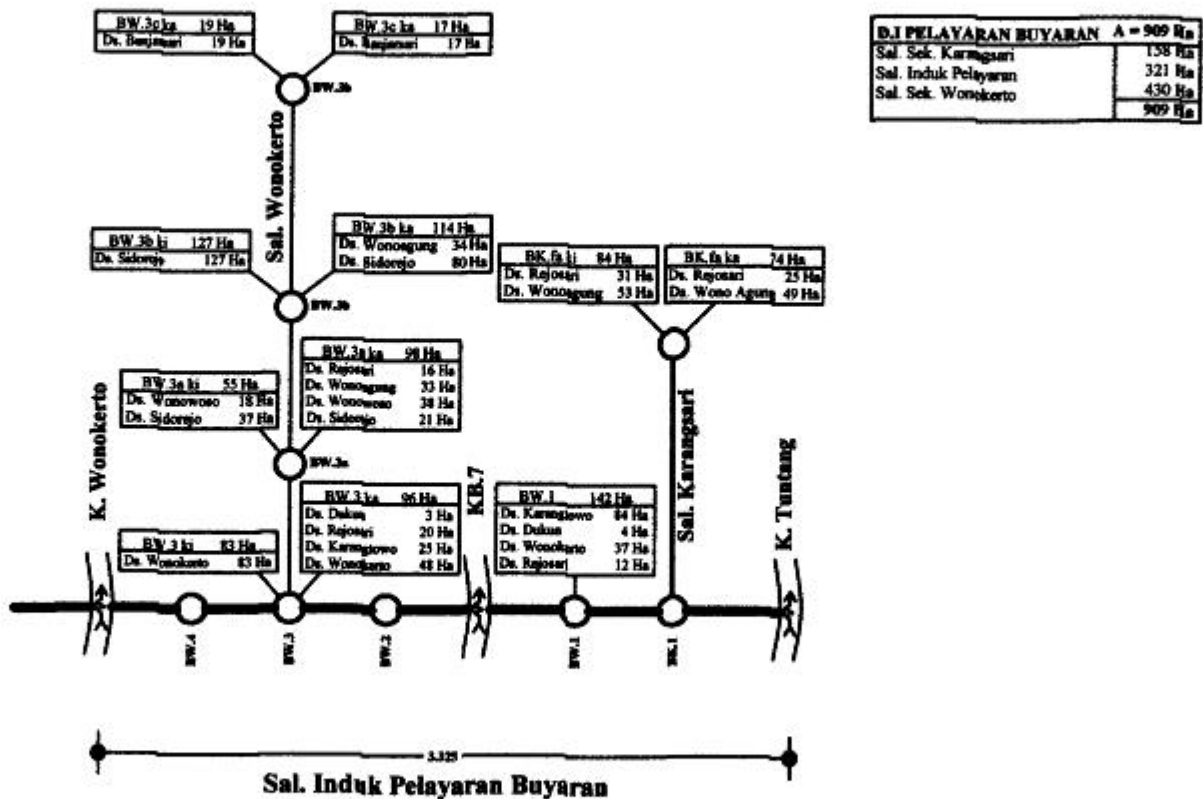 BW.3c ka 19 Ha
Ds. Banjarsari 19 Ha
BW.3c ka 17 Ha
Ds. Banjarsari 17 Ha
BW.3b
D.I PELAYARAN BUYARAN A = 909 Ha
Sal. Sek. Karangsari 158 Ha
Sal. Induk Pelayaran 321 Ha
Sal. Sek. Wonokerto 430 Ha
909 Ha
Sal. Wonokerto
BW.3b ki 127 Ha
Ds. Sidorejo 127 Ha
BW.3b ka 114 Ha
Ds. Wonoagung 34 Ha
Ds. Sidorejo 80 Ha
BW.3b
BK.fa ki 84 Ha
Ds. Rejosari 31 Ha
Ds. Wonoagung 53 Ha
BK.fa ka 74 Ha
Ds. Rejosari 25 Ha
Ds. Wono Agung 49 Ha
BW.3a ki 55 Ha
Ds. Wonowoso 18 Ha
Ds. Sidorejo 37 Ha
BW.3a ka 98 Ha
Ds. Rejosari 16 Ha
Ds. Wonoagung 33 Ha
Ds. Wonowoso 38 Ha
Ds. Sidorejo 21 Ha
BW.3a
K. Wonokerto
KB.7
Sal. Karangsari
K. Tuntang
BW.3 ki 83 Ha
Ds. Wonokerto 83 Ha
BW.3 ka 96 Ha
Ds. Dukun 3 Ha
Ds. Rejosari 20 Ha
Ds. Karangtowo 25 Ha
Ds. Wonokerto 48 Ha
BW.1 142 Ha
Ds. Karangtowo 84 Ha
Ds. Dukun 4 Ha
Ds. Wonokerto 37 Ha
Ds. Rejosari 12 Ha
BW.4
BW.3
BW.2
BW.1
BK.1
3.325
Sal. Induk Pelayaran Buyaran